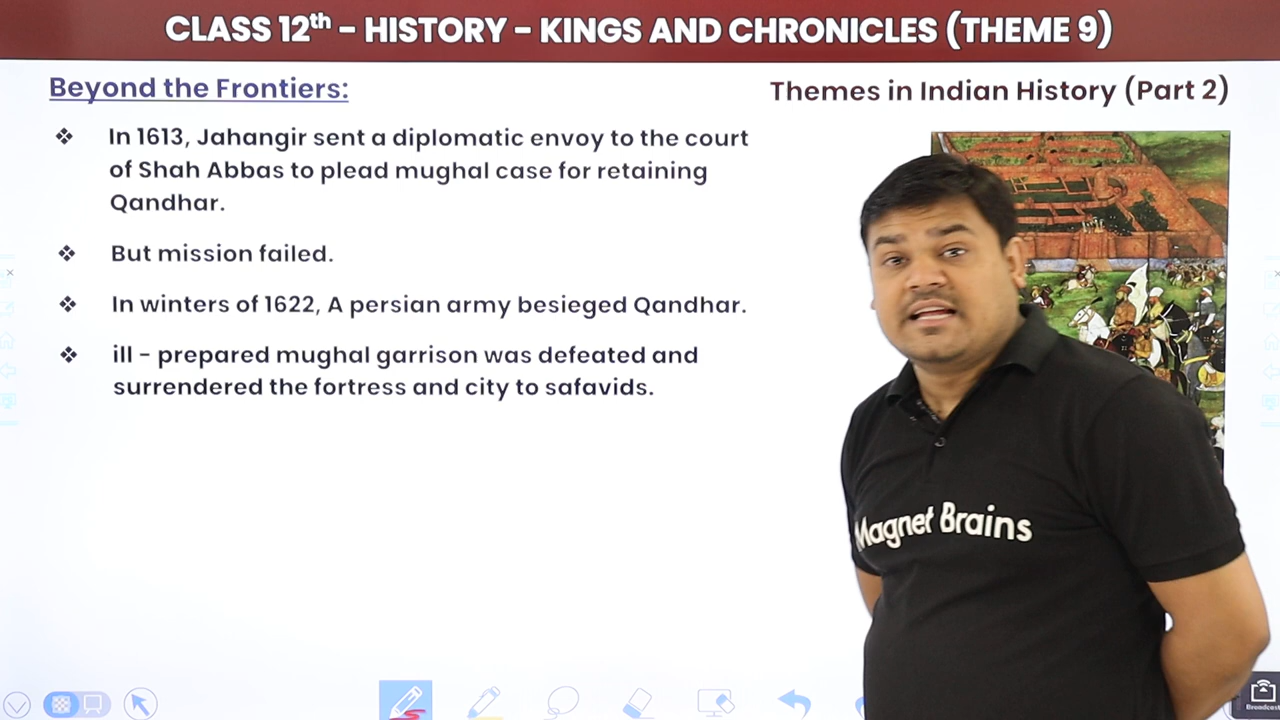 CLASS 12th - HISTORY - KINGS AND CHRONICLES (THEME 9)
Beyond the Frontiers:
Themes in Indian History (Part 2)
❖ In 1613, Jahangir sent a diplomatic envoy to the court
of Shah Abbas to plead mughal case for retaining
Qandhar.
❖ But mission failed.
❖ In winters of 1622, A persian army besieged Qandhar.
❖ ill - prepared mughal garrison was defeated and
surrendered the fortress and city to safavids.
Magnet Brains
Broadcast